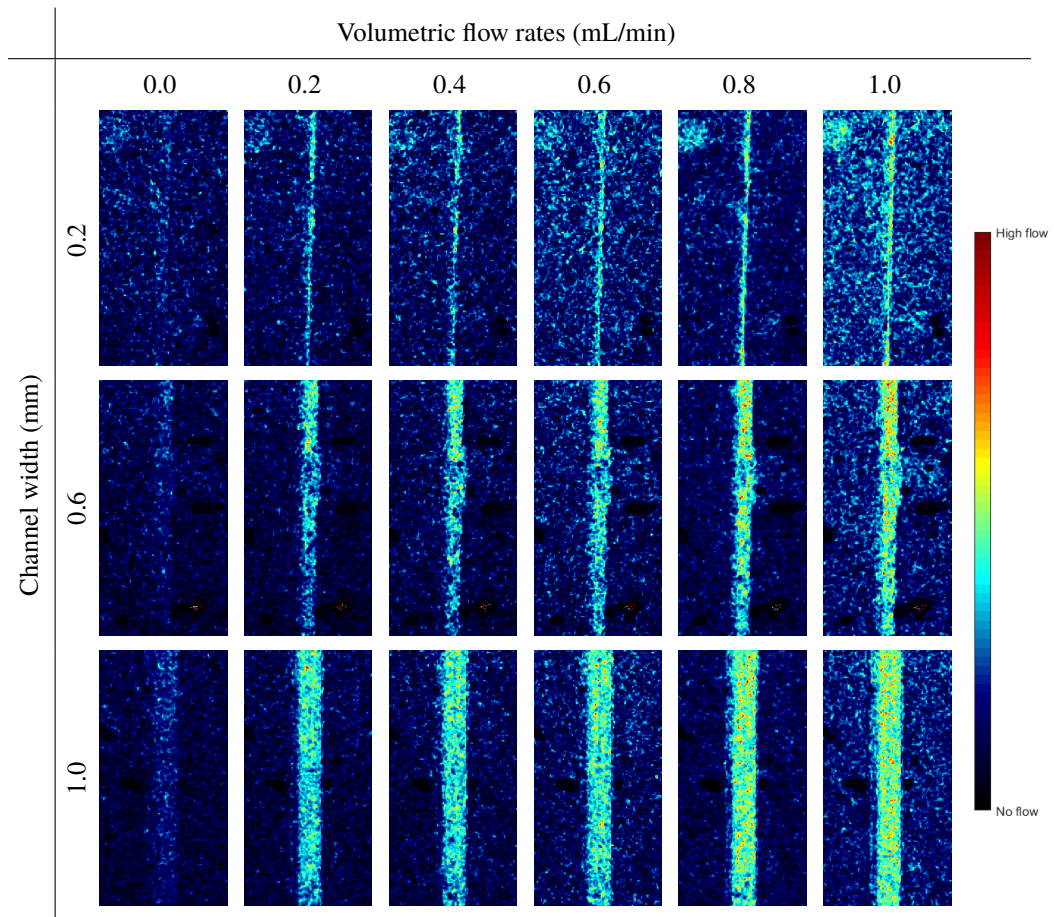 Volumetric flow rates (mL/min)
0.0 0.2 0.4 0.6 0.8 1.0
Channel width (mm)
0.2
0.6
1.0
High flow
No flow